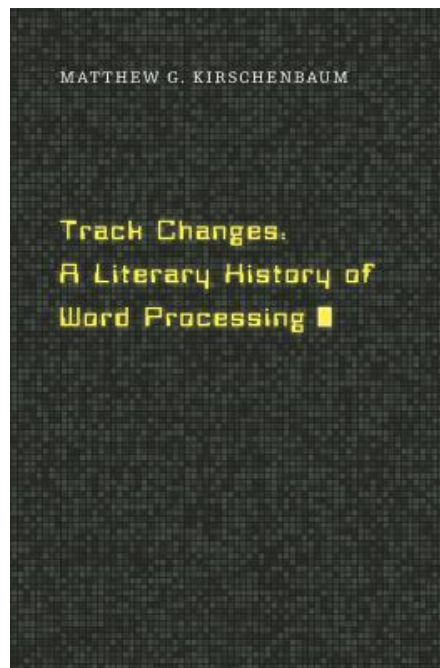 MATTHEW G. KIRSCHENBAUM
Track Changes:
A Literary History of
Word Processing